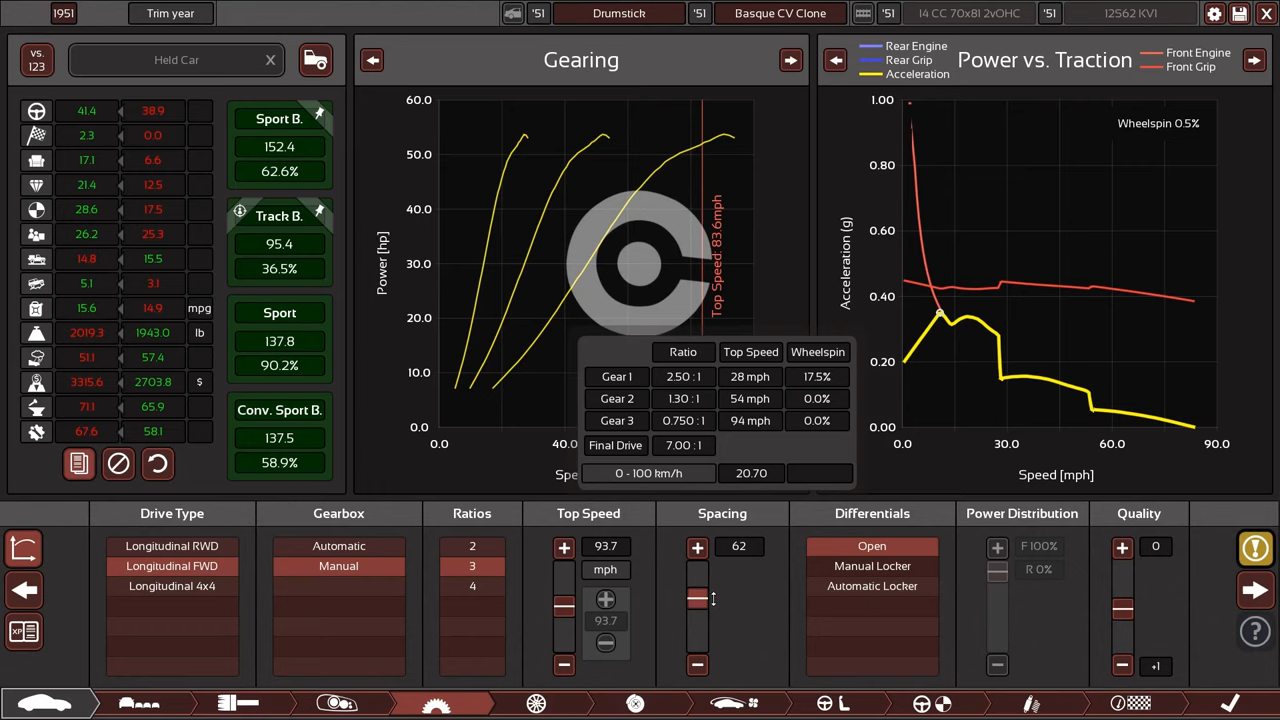 1951 Trim year '51 Drumstick '51 Basque CV Clone '51 I4 CC 70x81 2vOHC '51 12562 KVI
vs.
123
Held Car X
41.4 38.9
2.3 0.0
17.1 6.6
21.4 12.5
28.6 17.5
26.2 25.3
14.8 15.5
5.1 3.1
15.6 14.9 mpg
2019.3 1943.0 lb
51.1 57.4
3315.6 2703.8 $
71.1 65.9
67.6 58.1
Sport B.
152.4
62.6%
Track B.
95.4
36.5%
Sport
137.8
90.2%
Conv. Sport B.
137.5
58.9%
Gearing
60.0
50.0
40.0
30.0
20.0
10.0
0.0
Power [hp]
0.0 40.0
Spe
Top Speed: 83.6mph
Ratio Top Speed Wheelspin
Gear 1 2.50 : 1 28 mph 17.5%
Gear 2 1.30 : 1 54 mph 0.0%
Gear 3 0.750 : 1 94 mph 0.0%
Final Drive 7.00 : 1
0 - 100 km/h 20.70
Rear Engine
Rear Grip
Acceleration
Power vs. Traction
Front Engine
Front Grip
Wheelspin 0.5%
1.00
0.80
0.60
0.40
0.20
0.00
Acceleration (g)
0.0 30.0 60.0 90.0
Speed [mph]
Drive Type
Longitudinal RWD
Longitudinal FWD
Longitudinal 4x4
Gearbox
Automatic
Manual
Ratios
2
3
4
Top Speed
93.7
mph
93.7
Spacing
62
Differentials
Open
Manual Locker
Automatic Locker
Power Distribution
F 100%
R 0%
Quality
0
+1
XP